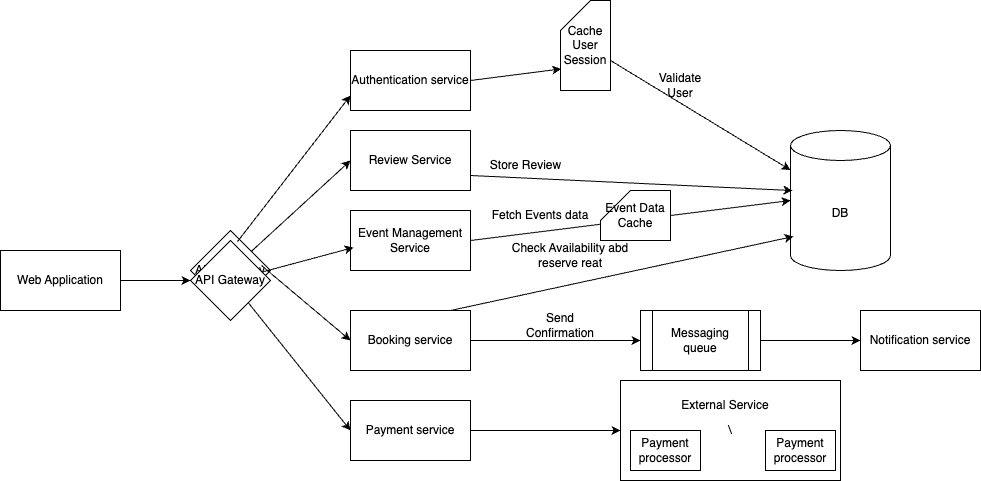 Cache
User
Session
Authentication service
Validate
User
Review Service
Store Review
Event Management
Service
Fetch Events data
Event Data
Cache
DB
Check Availability abd
reserve reat
Web Application
API Gateway
Booking service
Send
Confirmation
Messaging
queue
Notification service
Payment service
External Service
\
Payment
processor
Payment
processor